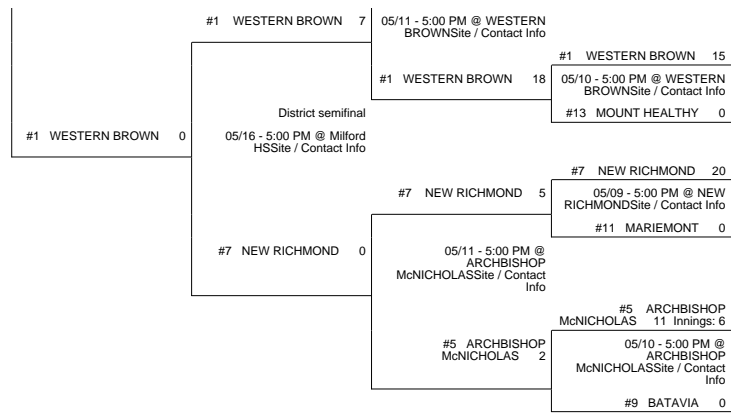 #1 WESTERN BROWN 7
05/11 - 5:00 PM @ WESTERN
BROWNSite / Contact Info
#1 WESTERN BROWN 15
#1 WESTERN BROWN 18
05/10 - 5:00 PM @ WESTERN
BROWNSite / Contact Info
#13 MOUNT HEALTHY 0
District semifinal
#1 WESTERN BROWN 0
05/16 - 5:00 PM @ Milford
HSSite / Contact Info
#7 NEW RICHMOND 20
#7 NEW RICHMOND 5
05/09 - 5:00 PM @ NEW
RICHMONDSite / Contact Info
#11 MARIEMONT 0
#7 NEW RICHMOND 0
05/11 - 5:00 PM @
ARCHBISHOP
McNICHOLASSite / Contact
Info
#5 ARCHBISHOP
McNICHOLAS 11 Innings: 6
#5 ARCHBISHOP
McNICHOLAS 2
05/10 - 5:00 PM @
ARCHBISHOP
McNICHOLASSite / Contact
Info
#9 BATAVIA 0